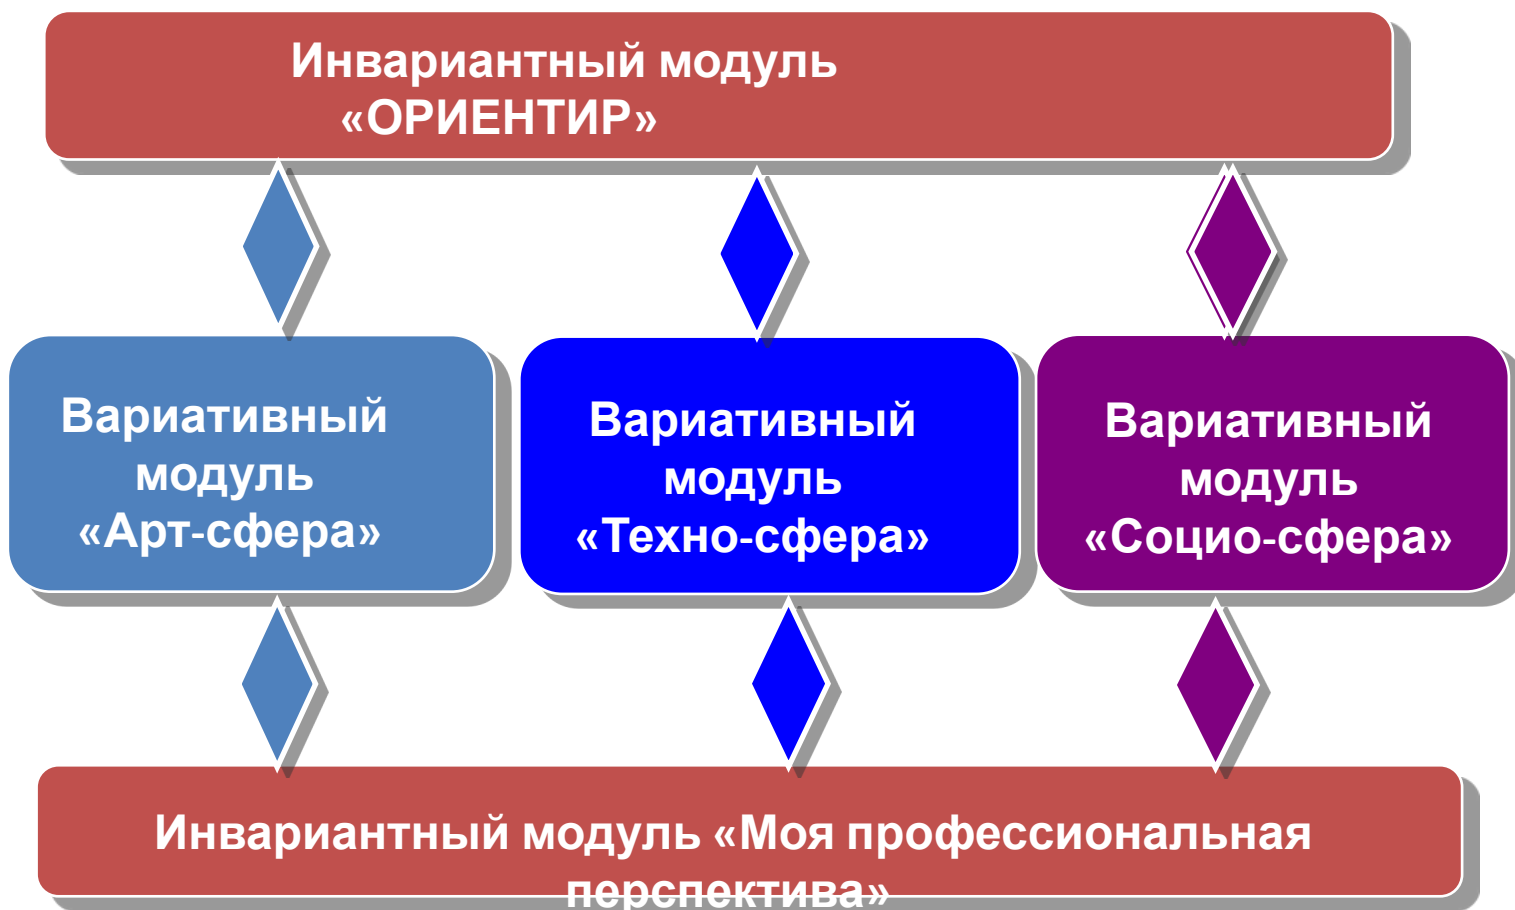 Инвариантный модуль
«ОРИЕНТИР»
Вариативный
модуль
«Арт-сфера»
Вариативный
модуль
«Техно-сфера»
Вариативный
модуль
«Социо-сфера»
Инвариантный модуль «Моя профессиональная
перспектива»